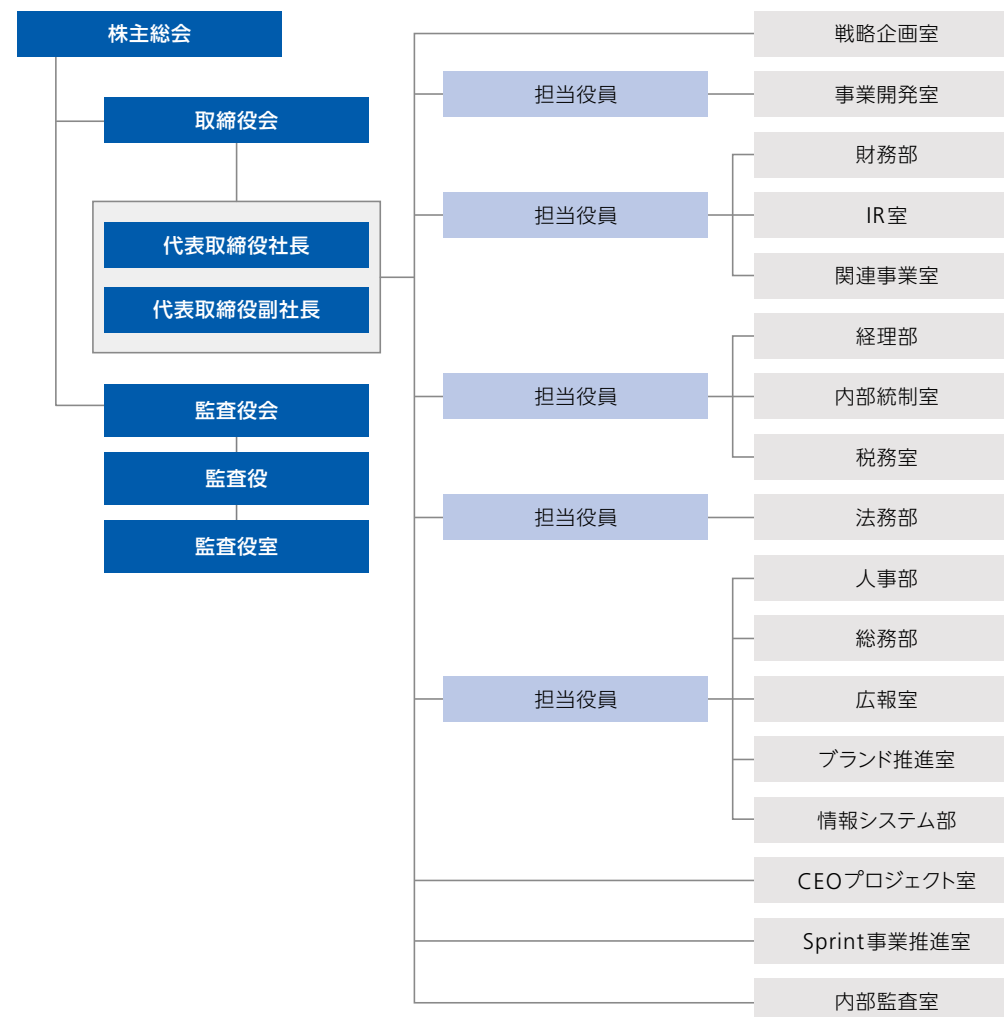 株主総会
取締役会
代表取締役社長
代表取締役副社長
監査役会
監査役
監査役室
担当役員
担当役員
担当役員
担当役員
担当役員
戦略企画室
事業開発室
財務部
IR室
関連事業室
経理部
内部統制室
税務室
法務部
人事部
総務部
広報室
ブランド推進室
情報システム部
CEOプロジェクト室
Sprint事業推進室
内部監査室